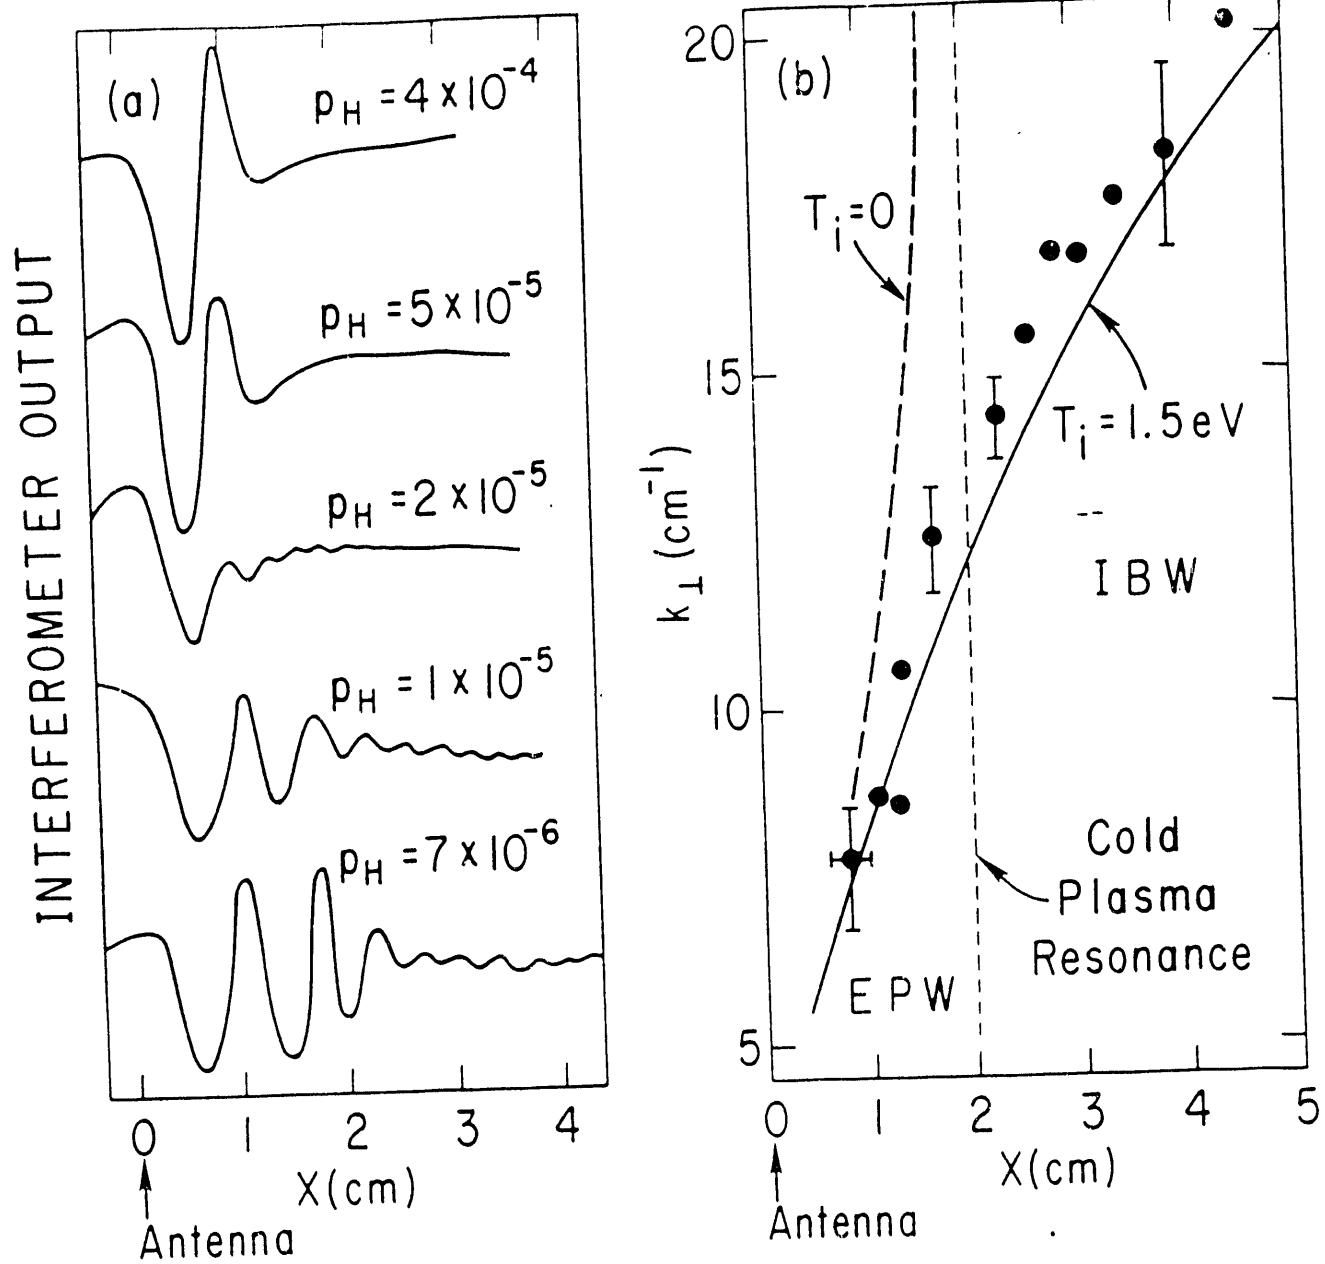 INTERFEROMETER OUTPUT
(a)
p_H = 4 × 10^-4
p_H = 5 × 10^-5
p_H = 2 × 10^-5
p_H = 1 × 10^-5
p_H = 7 × 10^-6
0 1 2 3 4
X(cm)
Antenna
k_⊥ (cm^-1)
20
15
10
5
(b)
T_i = 0
T_i = 1.5 eV
--
IBW
Cold
Plasma
Resonance
EPW
0 1 2 3 4 5
X(cm)
Antenna